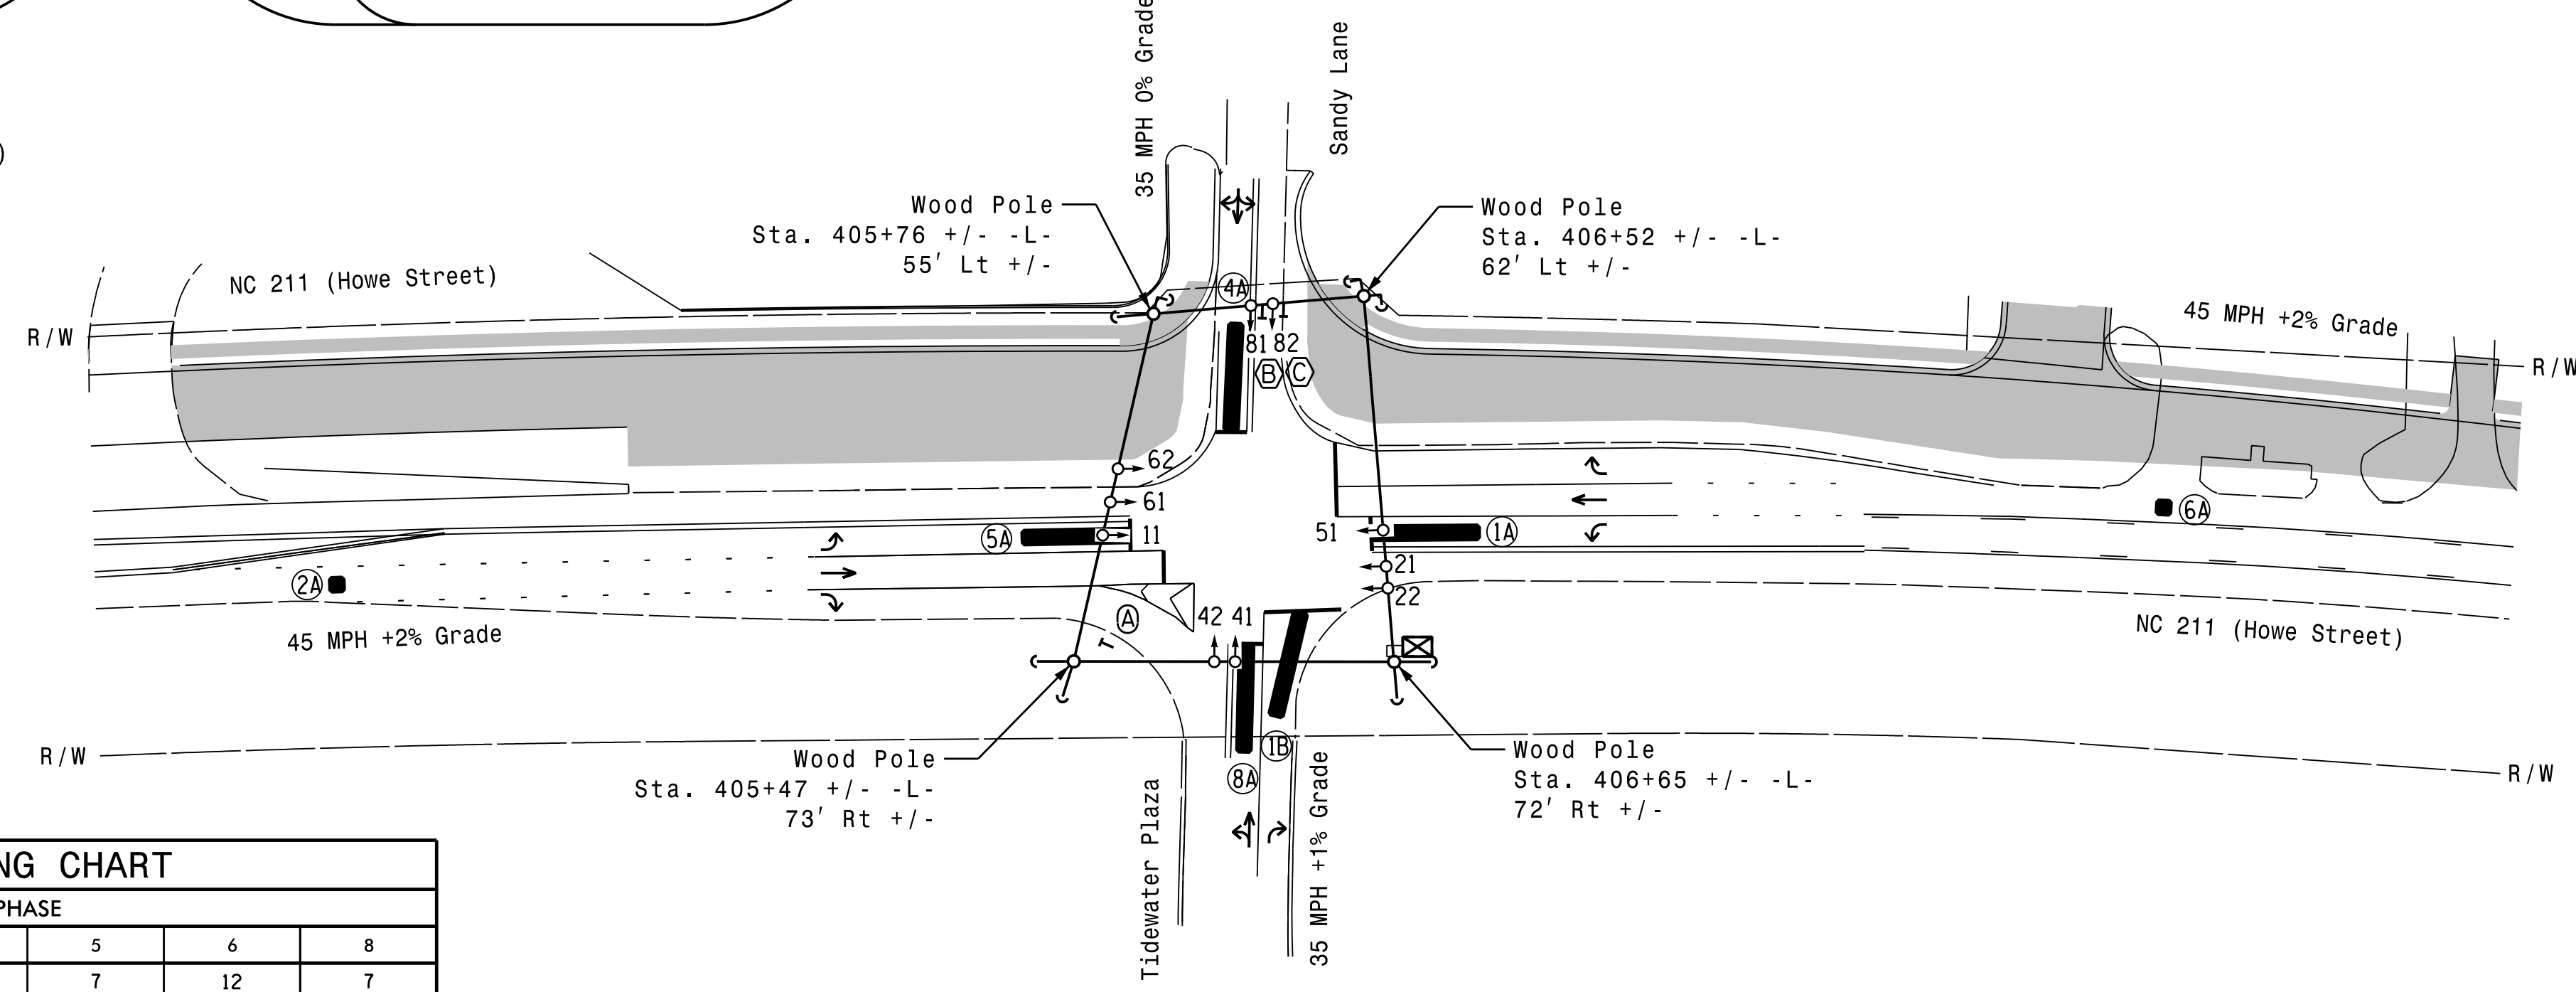 )
35 MPH 0% Grade
Sandy Lane
Wood Pole
Sta. 405+76 +/- -L-
55' Lt +/-
Wood Pole
Sta. 406+52 +/- -L-
62' Lt +/-
NC 211 (Howe Street)
45 MPH +2% Grade
R/W
R/W
4A
81 82
B C
62
61
11
5A
51
1A
6A
21
22
2A
A
42 41
45 MPH +2% Grade
NC 211 (Howe Street)
R/W
R/W
1B
8A
Wood Pole
Sta. 405+47 +/- -L-
73' Rt +/-
Wood Pole
Sta. 406+65 +/- -L-
72' Rt +/-
Tidewater Plaza
35 MPH +1% Grade
NG CHART
PHASE
5 6 8
7 12 7